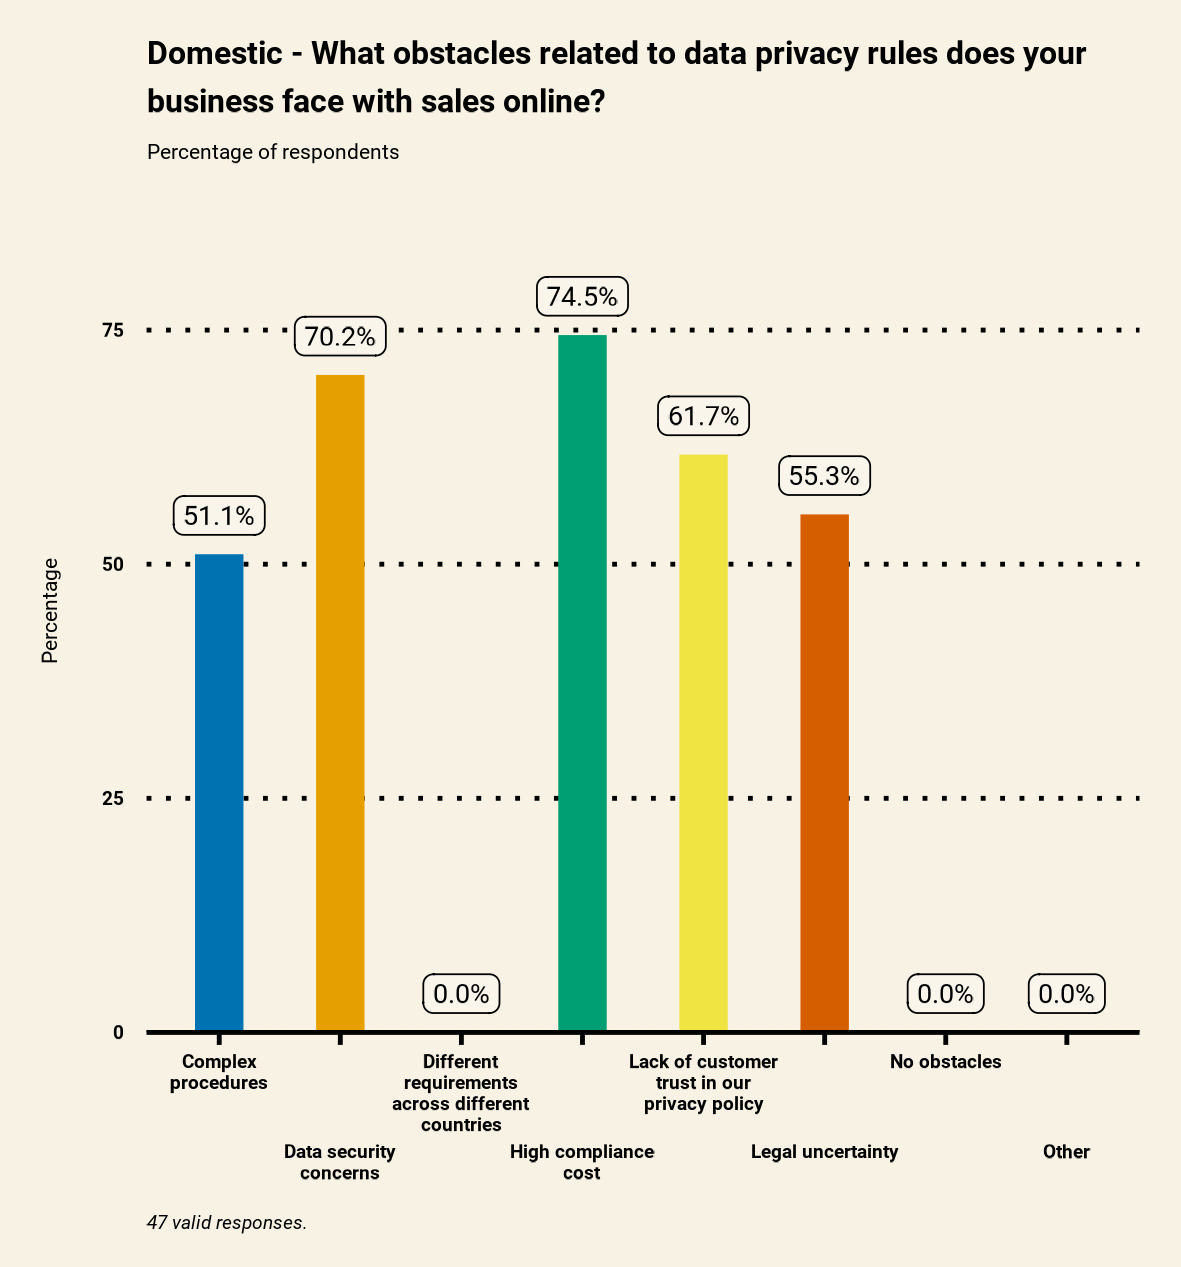 Domestic - What obstacles related to data privacy rules does your
business face with sales online?
Percentage of respondents
74.5%
75
70.2%
61.7%
55.3%
51.1%
50
Percentage
25
0.0%
0.0%
0.0%
0
Complex
procedures
Data security
concerns
Different
requirements
across different
countries
High compliance
cost
Lack of customer
trust in our
privacy policy
Legal uncertainty
No obstacles
Other
47 valid responses.